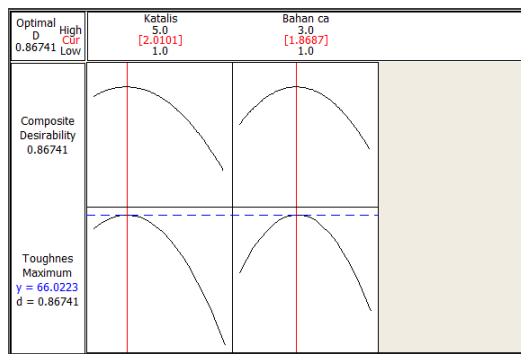 Optimal
D
0.86741
High
Cur
Low
Katalis
5.0
[2.0101]
1.0
Bahan ca
3.0
[1.8687]
1.0
Composite
Desirability
0.86741
Toughnes
Maximum
y = 66.0223
d = 0.86741